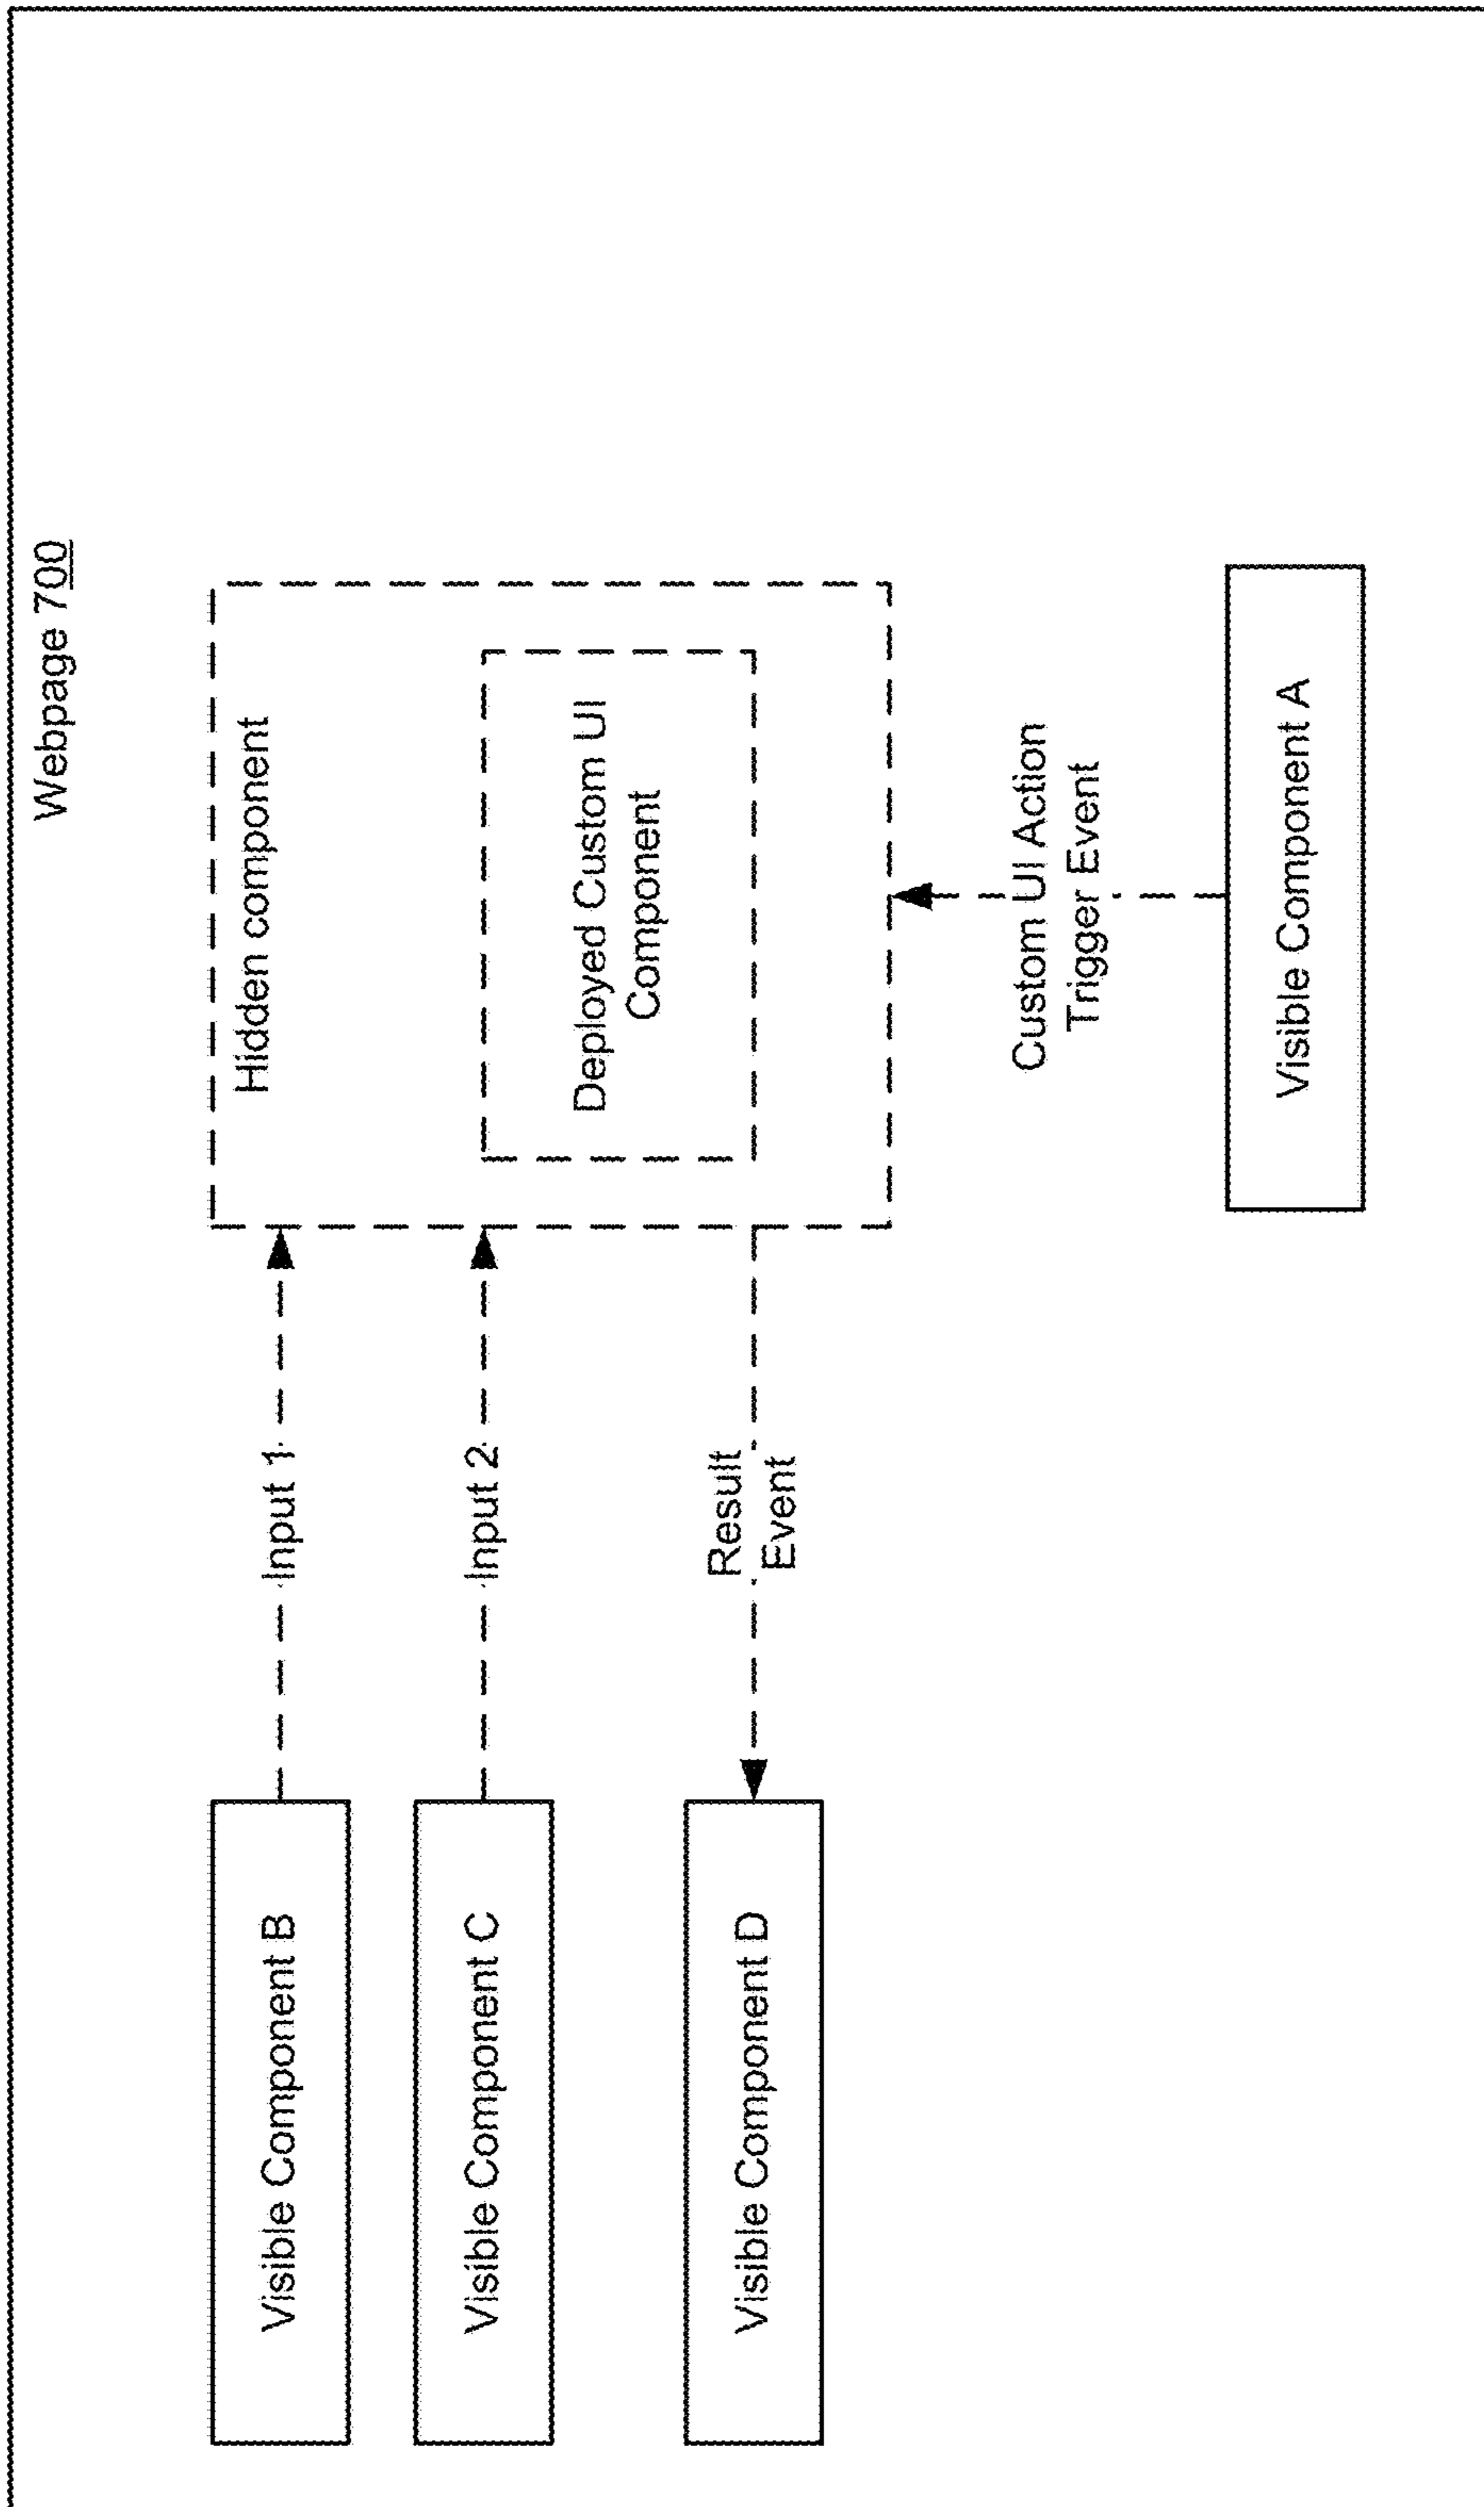 Webpage 700
Visible Component B
Input 1
Hidden component
Visible Component C
Input 2
Deployed Custom UI
Component
Visible Component D
Result
Event
Custom UI Action
Trigger Event
Visible Component A